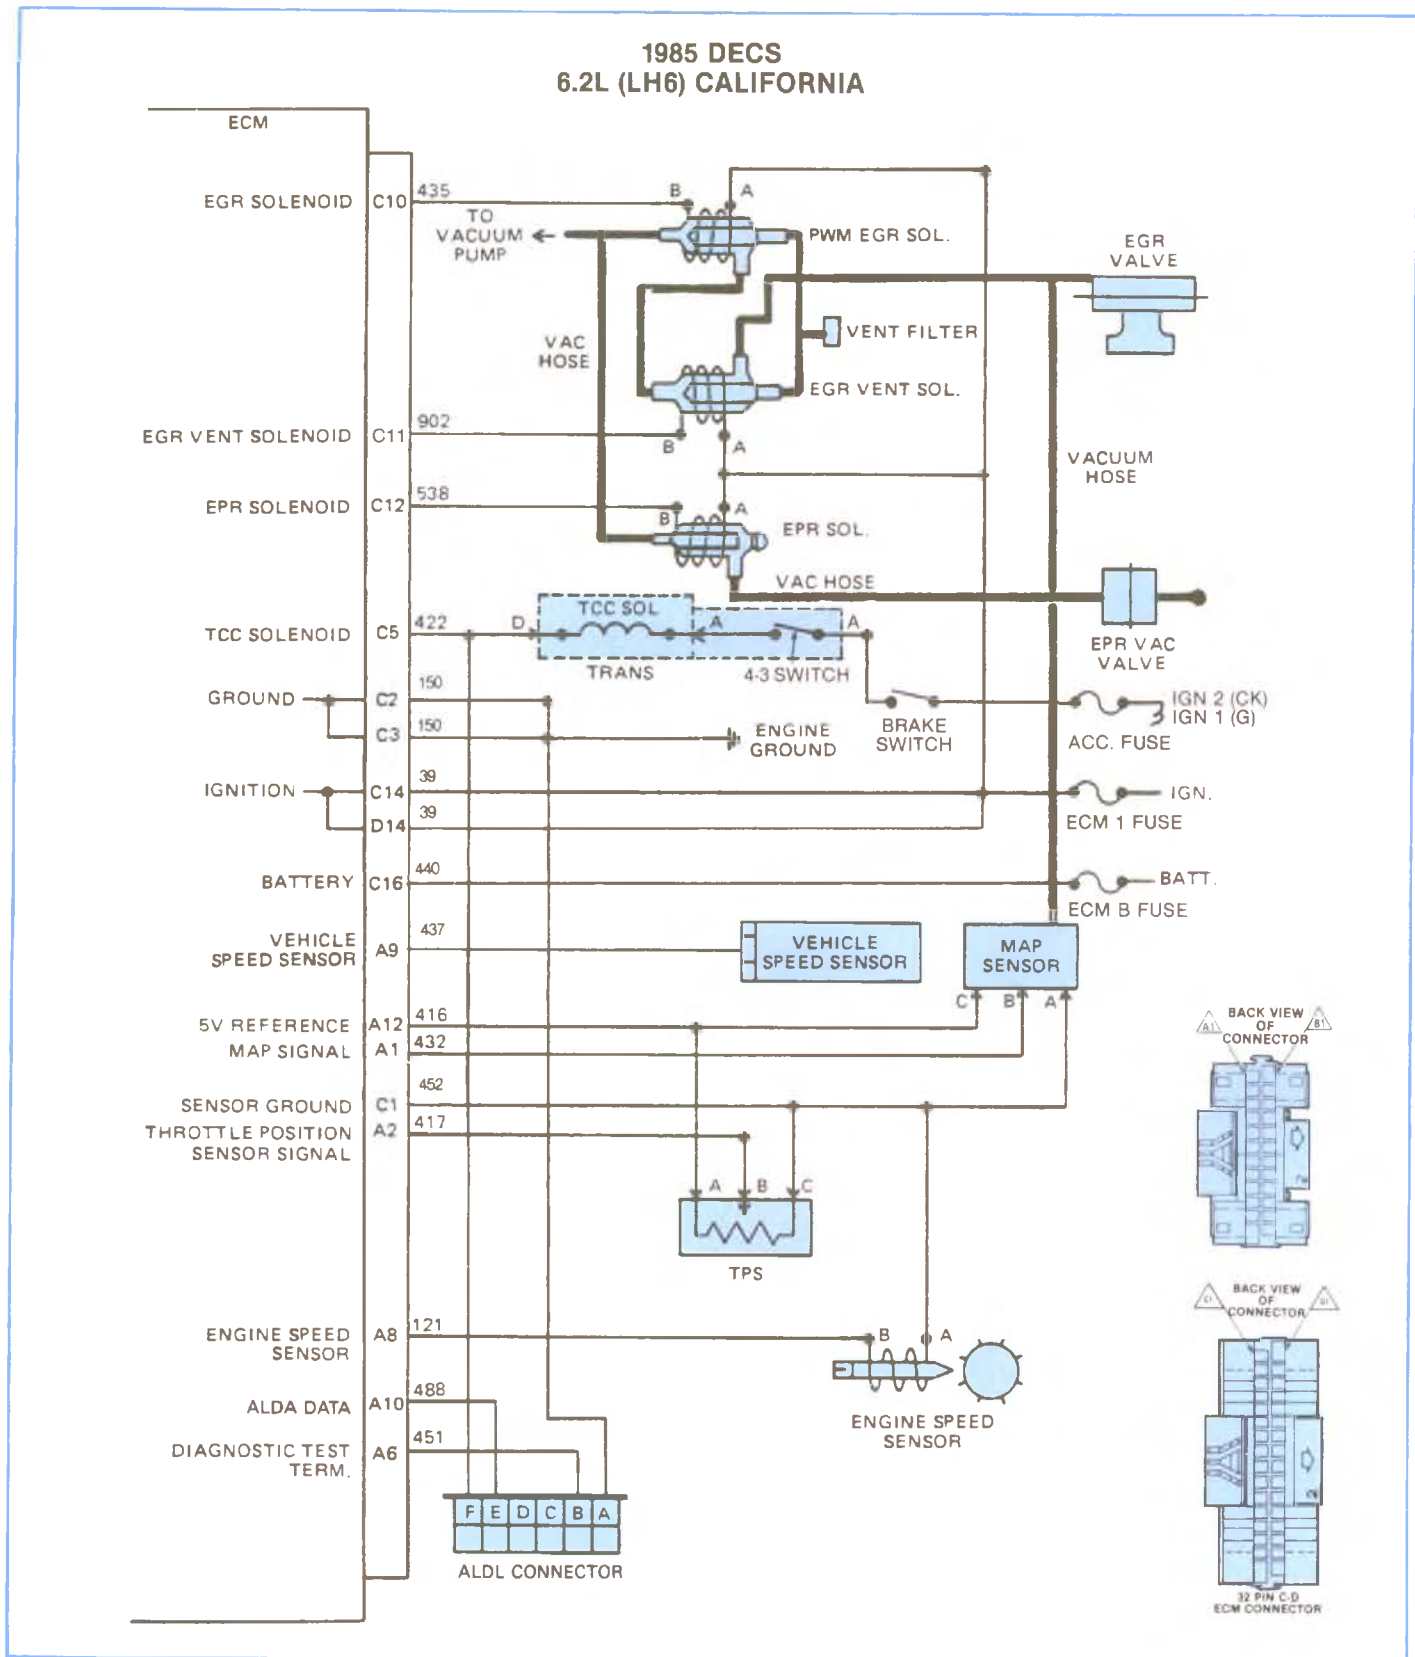 1985 DECS
6.2L (LH6) CALIFORNIA
ECM
EGR SOLENOID C10 435
B A
TO
VACUUM
PUMP
PWM EGR SOL.
EGR
VALVE
VENT FILTER
VAC
HOSE
EGR VENT SOL.
EGR VENT SOLENOID C11 902
B A
VACUUM
HOSE
EPR SOLENOID C12 538
B A
EPR SOL.
VAC HOSE
TCC SOLENOID C5 422
D TCC SOL A A
TRANS
4-3 SWITCH
EPR VAC
VALVE
GROUND C2 150
C3 150
ENGINE
GROUND
BRAKE
SWITCH
IGN 2 (CK)
IGN 1 (G)
ACC. FUSE
IGNITION C14 39
D14 39
IGN.
ECM 1 FUSE
BATTERY C16 440
BATT.
ECM B FUSE
VEHICLE
SPEED SENSOR A9 437
VEHICLE
SPEED SENSOR
MAP
SENSOR
C B A
5V REFERENCE A12 416
MAP SIGNAL A1 432
SENSOR GROUND C1 452
THROTTLE POSITION
SENSOR SIGNAL A2 417
A B C
TPS
A1 BACK VIEW B1
OF
CONNECTOR
BACK VIEW
OF
CONNECTOR
ENGINE SPEED
SENSOR A8 121
B A
ENGINE SPEED
SENSOR
ALDA DATA A10 488
DIAGNOSTIC TEST
TERM. A6 451
F E D C B A
ALDL CONNECTOR
2
32 PIN C-D
ECM CONNECTOR